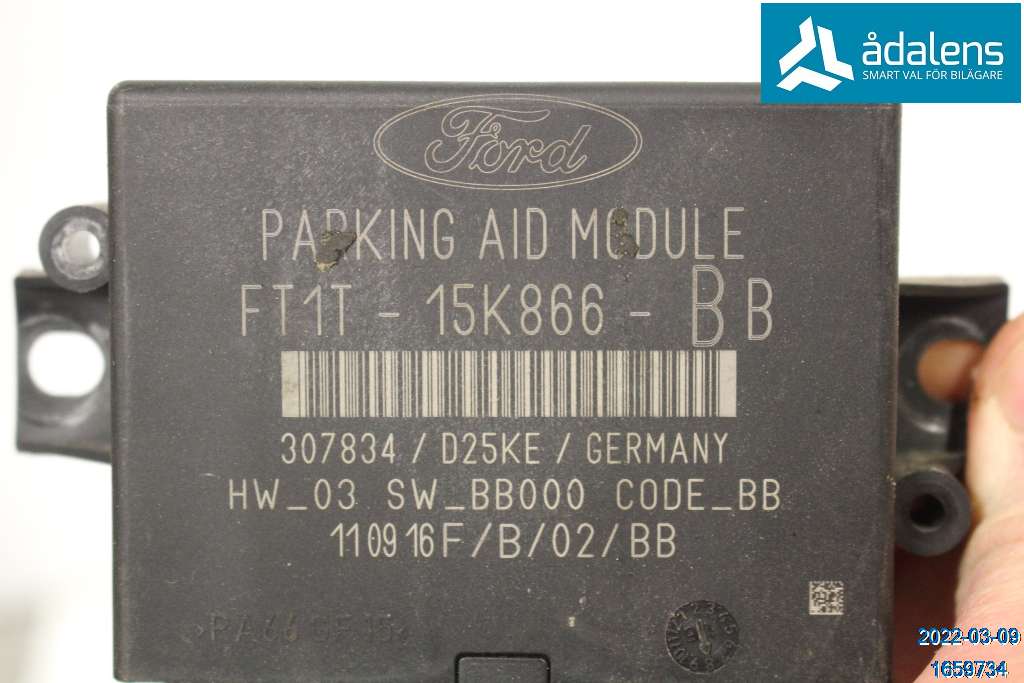 ådalens
SMART VAL FÖR BILÄGARE
Ford
PARKING AID MODULE
FT1T - 15K866 - BB
307834 / D25KE / GERMANY
HW_03 SW_BB000 CODE_BB
110916F/B/02/BB
2022-03-09
1659734